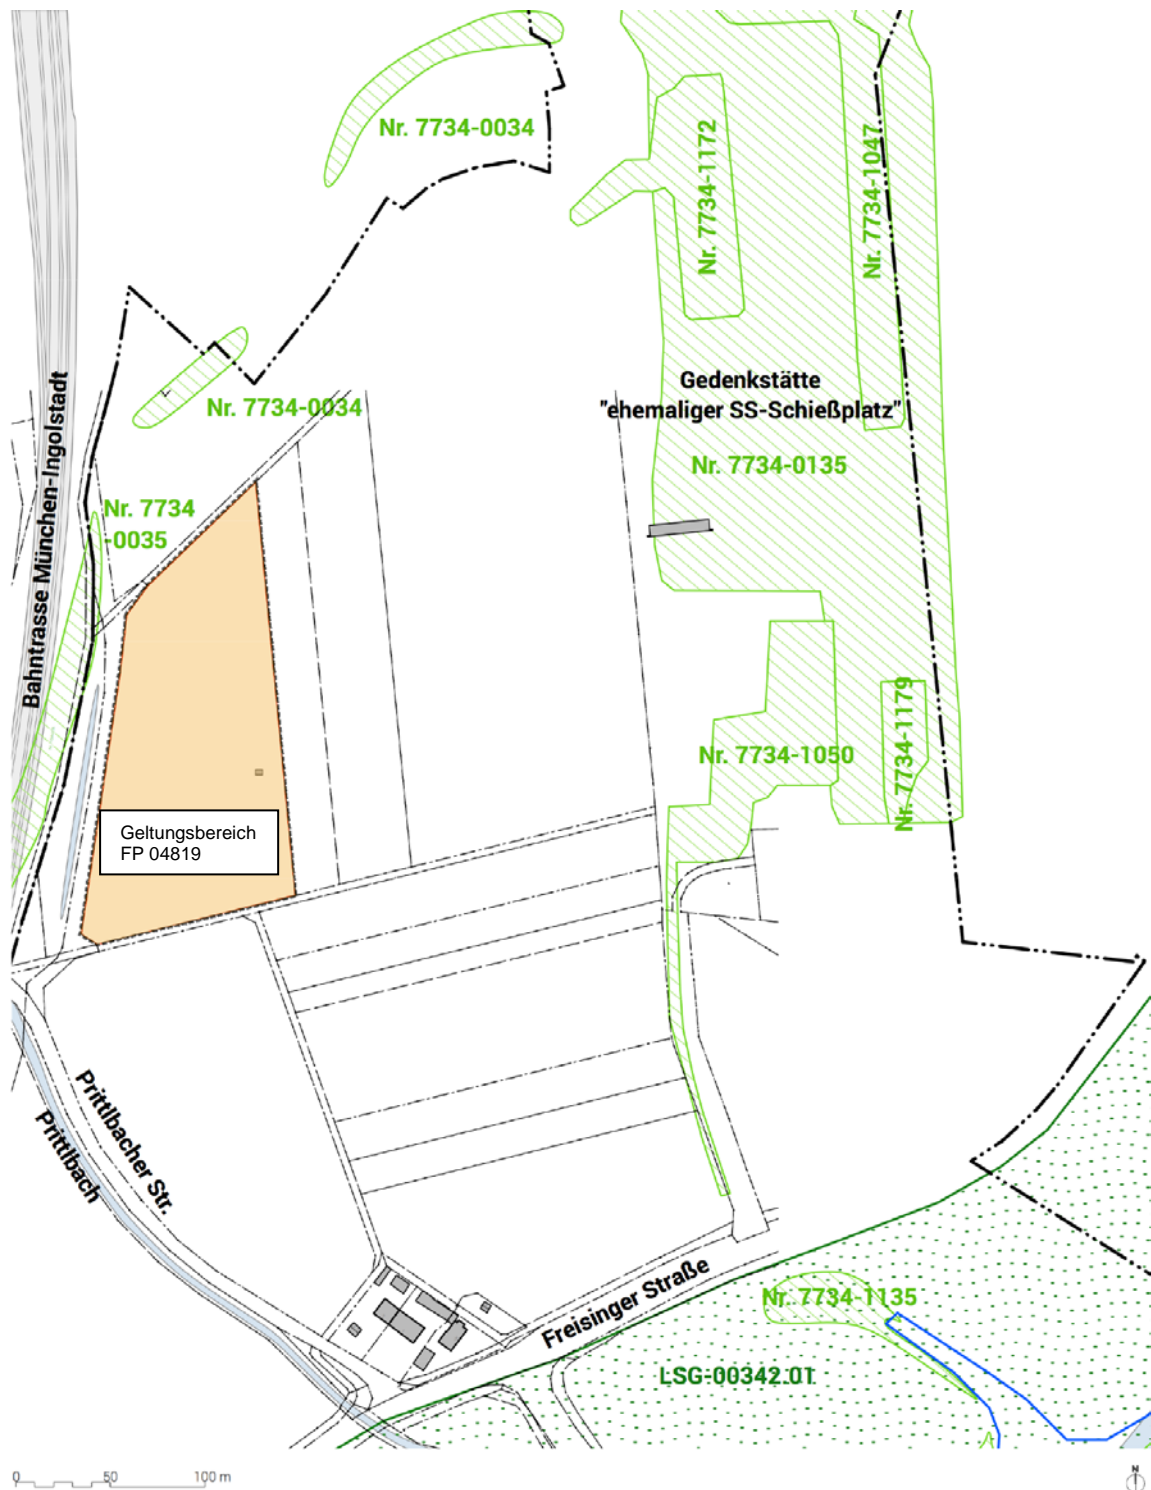 Nr. 7734-0034
Nr. 7734-1172
Nr. 7734-1047
Gedenkstätte
"ehemaliger SS-Schießplatz"
Nr. 7734-0034
Nr. 7734-0135
Bahntrasse München-Ingolstadt
Nr. 7734
-0035
Nr. 7734-1179
Nr. 7734-1050
Geltungsbereich
FP 04819
Prittlbacher Str.
Prittlbach
Freisinger Straße
Nr. 7734-1135
LSG-00342.01
0 50 100 m
N